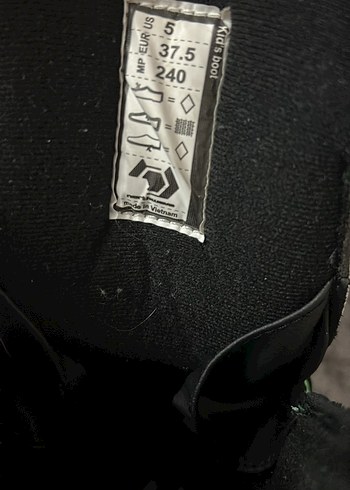 US 5
EUR 37.5
MP 240
=
=
=
Made in Vietnam
Kid's boot